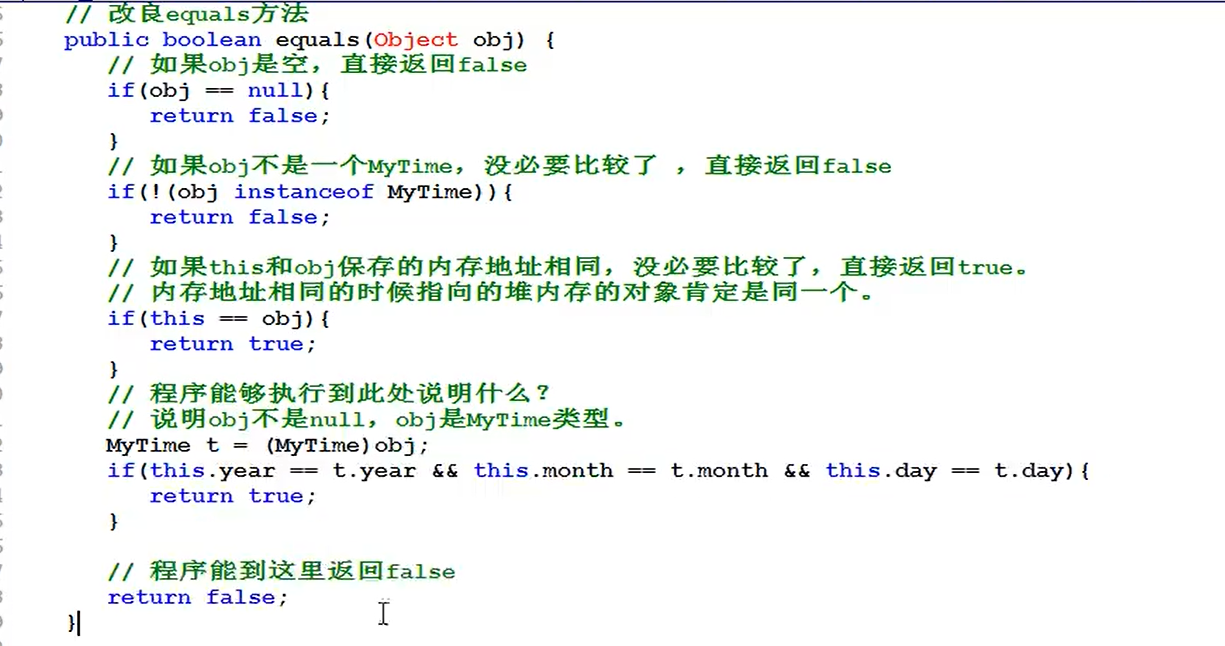 // 改良equals方法
public boolean equals(Object obj) {
// 如果obj是空，直接返回false
if(obj == null){
return false;
}
// 如果obj不是一个MyTime，没必要比较了 ，直接返回false
if(!(obj instanceof MyTime)){
return false;
}
// 如果this和obj保存的内存地址相同，没必要比较了，直接返回true。
// 内存地址相同的时候指向的堆内存的对象肯定是同一个。
if(this == obj){
return true;
}
// 程序能够执行到此处说明什么？
// 说明obj不是null，obj是MyTime类型。
MyTime t = (MyTime)obj;
if(this.year == t.year && this.month == t.month && this.day == t.day){
return true;
}
// 程序能到这里返回false
return false;
}